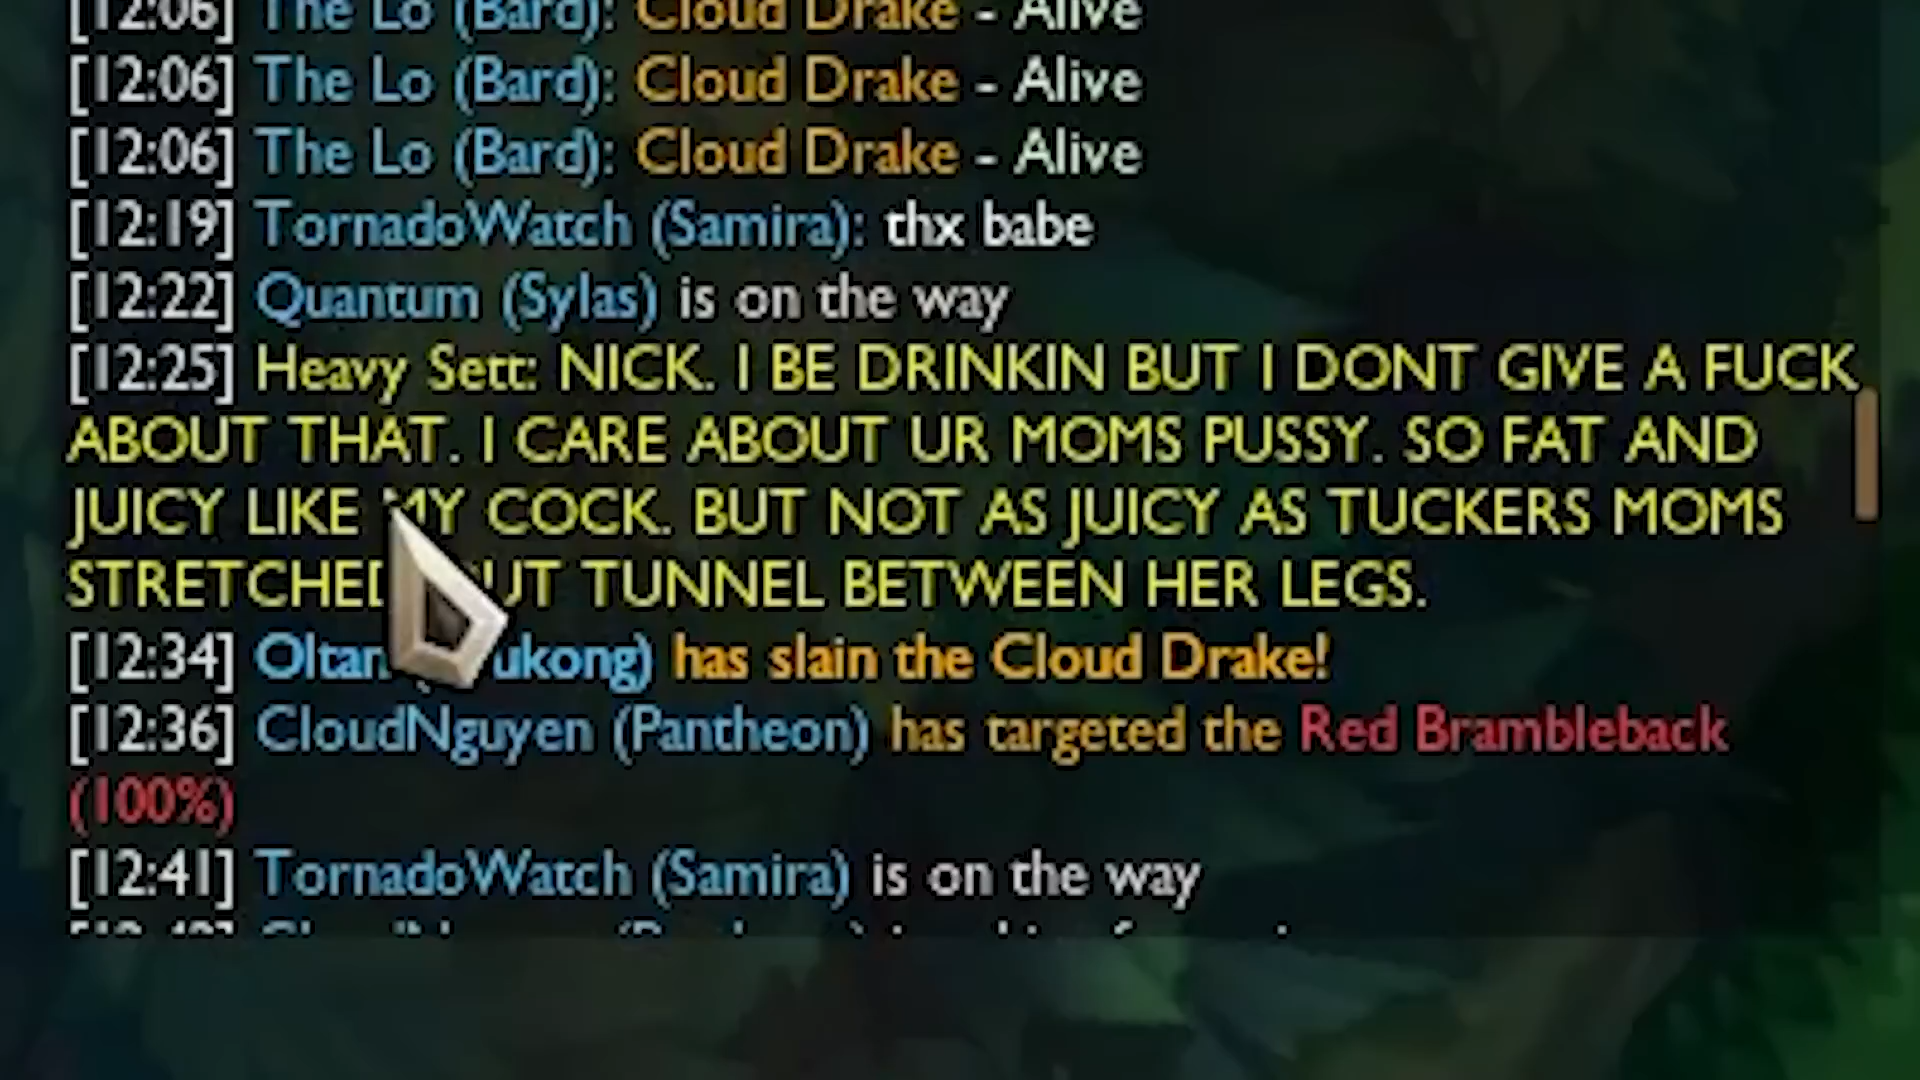 [12:06] The Lo (Bard): Cloud Drake - Alive
[12:06] The Lo (Bard): Cloud Drake - Alive
[12:06] The Lo (Bard): Cloud Drake - Alive
[12:19] TornadoWatch (Samira): thx babe
[12:22] Quantum (Sylas) is on the way
[12:25] Heavy Sett: NICK. I BE DRINKIN BUT I DONT GIVE A FUCK
ABOUT THAT. I CARE ABOUT UR MOMS PUSSY. SO FAT AND
JUICY LIKE MY COCK. BUT NOT AS JUICY AS TUCKERS MOMS
STRETCHED OUT TUNNEL BETWEEN HER LEGS.
[12:34] has slain the Cloud Drake!
[12:36] CloudNguyen (Pantheon) has targeted the Red Brambleback
(100%)
[12:41] TornadoWatch (Samira) is on the way